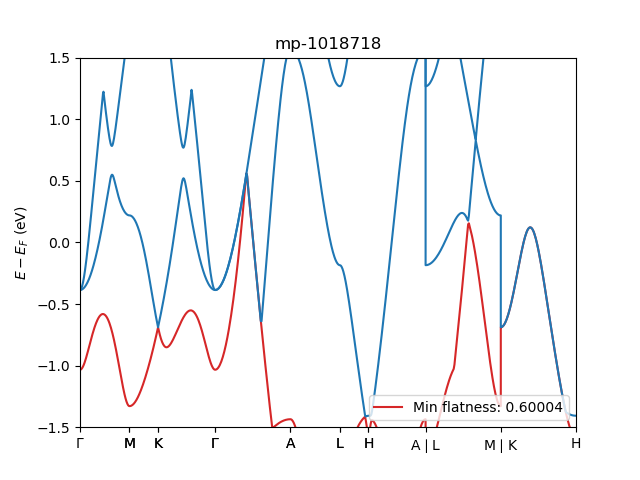 mp-1018718
E − E_F (eV)
1.5
1.0
0.5
0.0
−0.5
−1.0
−1.5
Min flatness: 0.60004
Γ M K Γ A L H A | L M | K H